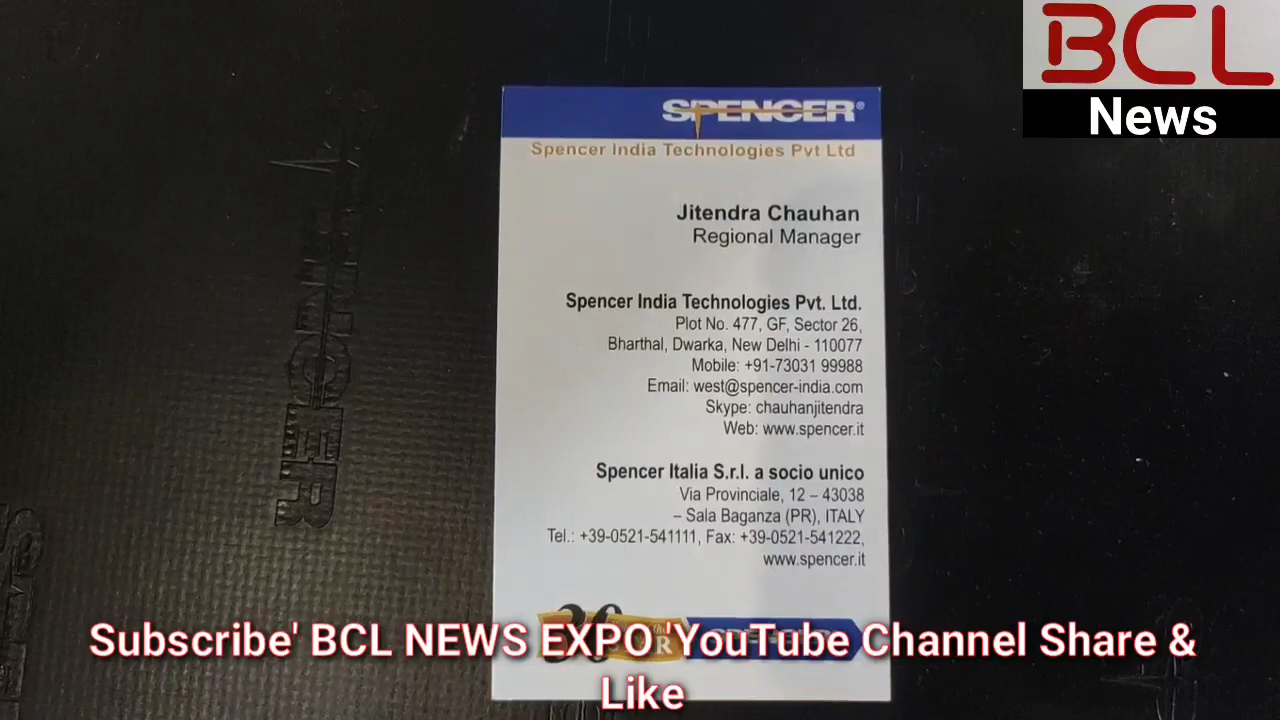 BCL
News
SPENCER®
Spencer India Technologies Pvt Ltd
Jitendra Chauhan
Regional Manager
Spencer India Technologies Pvt. Ltd.
Plot No. 477, GF, Sector 26,
Bharthal, Dwarka, New Delhi - 110077
Mobile: +91-73031 99988
Email: west@spencer-india.com
Skype: chauhanjitendra
Web: www.spencer.it
Spencer Italia S.r.l. a socio unico
Via Provinciale, 12 – 43038
– Sala Baganza (PR), ITALY
Tel.: +39-0521-541111, Fax: +39-0521-541222,
www.spencer.it
SPENCER
30
Subscribe' BCL NEWS EXPO 'YouTube Channel Share &
Like